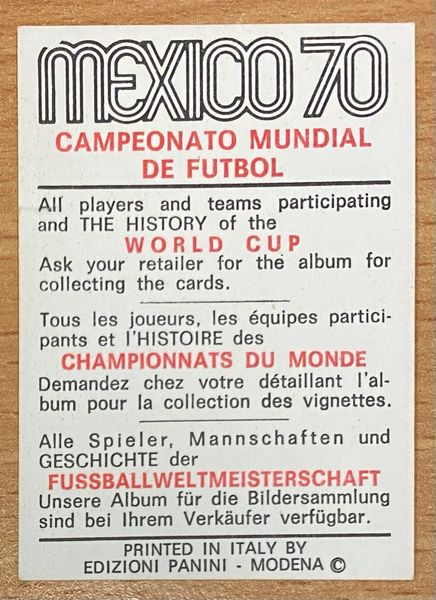 MEXICO 70
CAMPEONATO MUNDIAL
DE FUTBOL
All players and teams participating
and THE HISTORY of the
WORLD CUP
Ask your retailer for the album for
collecting the cards.
Tous les joueurs, les équipes partici-
pants et l'HISTOIRE des
CHAMPIONNATS DU MONDE
Demandez chez votre détaillant l'al-
bum pour la collection des vignettes.
Alle Spieler, Mannschaften und
GESCHICHTE der
FUSSBALLWELTMEISTERSCHAFT
Unsere Album für die Bildersammlung
sind bei Ihrem Verkäufer verfügbar.
PRINTED IN ITALY BY
EDIZIONI PANINI - MODENA ©